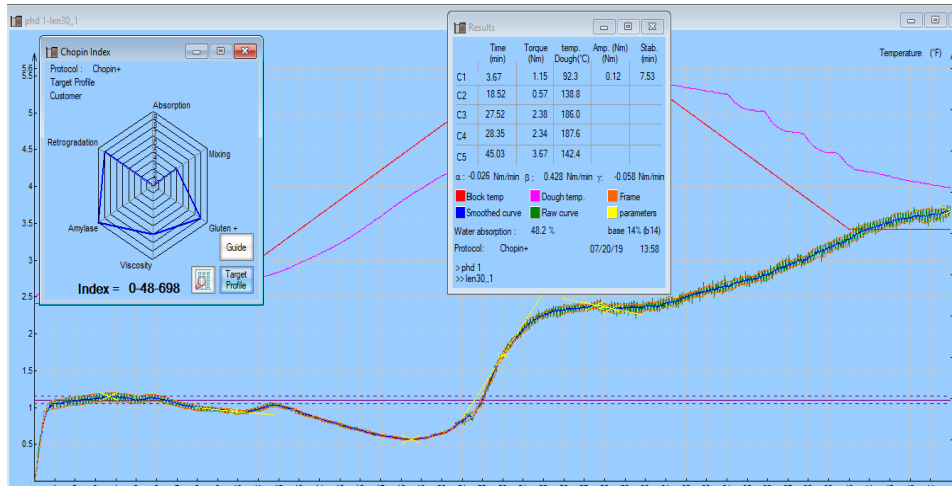 phd 1-len30,,1
Chopin Index
Protocol : Chopin+
Target Profile
Customer
Absorption
Retrogradation
Mixing
Amylase
Gluten +
Viscosity
Guide
Target
Profile
Index = 0-48-698
Results
Time (min) Torque (Nm) temp. Dough(°C) Amp. (Nm) (Nm) Stab. (min)
C1 3.67 1.15 92.3 0.12 7.53
C2 18.52 0.57 138.8
C3 27.52 2.38 186.0
C4 28.35 2.34 187.6
C5 45.03 3.67 142.4
α : -0.026 Nm/min β : 0.428 Nm/min γ: -0.058 Nm/min
Block temp Dough temp. Frame
Smoothed curve Raw curve parameters
Water absorption : 48.2 % base 14% (b14)
Protocol: Chopin+ 07/20/19 13:58
> phd 1
>> len30,,1
Temperature (°F)
5.6
5.5
5
4.5
4
3.5
3
2.5
2
1.5
1
0.5